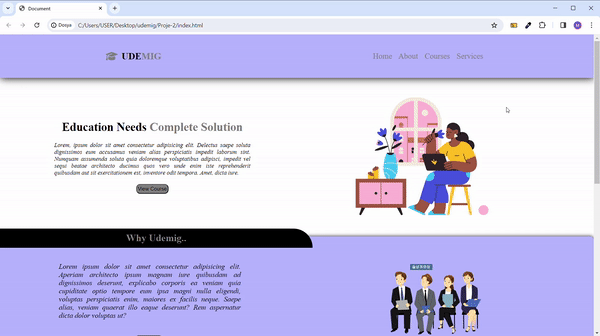 Document
Dosya
C:/Users/USER/Desktop/udemig/Proje-2/index.html
UDEMIG
Home About Courses Services
Education Needs Complete Solution
Lorem, ipsum dolor sit amet consectetur adipisicing elit. Delectus saepe soluta
dignissimos eum accusamus veniam alias perspiciatis impedit laborum sint.
Numquam assumenda soluta quia doloremque voluptatibus adipisci, impedit vel
sequi beatae architecto ducimus quos vero unde enim iste reprehenderit
quibusdam aut sit exercitationem est, inventore odit tempora. Amet, dicta iure.
View Course
Why Udemig..
Lorem ipsum dolor sit amet consectetur adipisicing elit.
Aperiam architecto ipsum magnam iure quibusdam ad
dignissimos deserunt, explicabo corporis ea veniam quia
cupiditate optio tempore eum ipsa magni nulla eligendi,
voluptas perspiciatis enim, maiores ex facilis neque. Saepe
alias, veniam quaerat illo eaque deserunt? Rem aspernatur
dicta dolor voluptas ut?